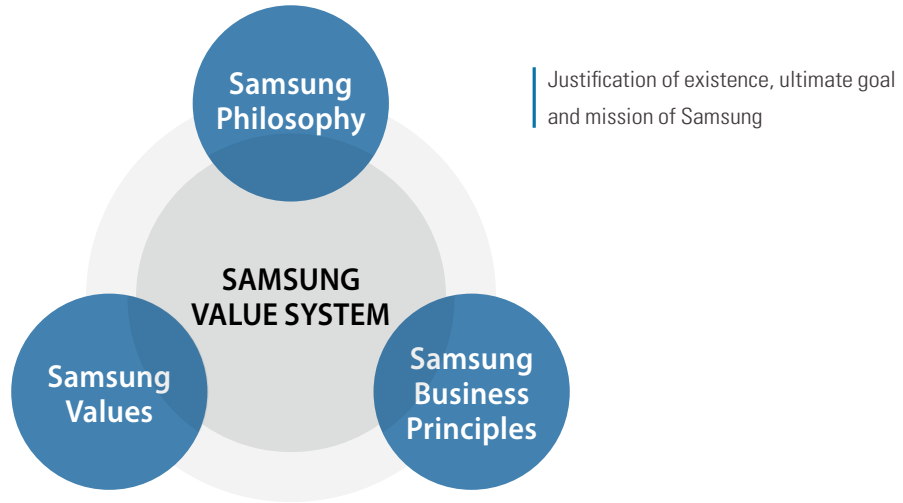 Samsung
Philosophy
Justification of existence, ultimate goal
and mission of Samsung
SAMSUNG
VALUE SYSTEM
Samsung
Values
Samsung
Business
Principles